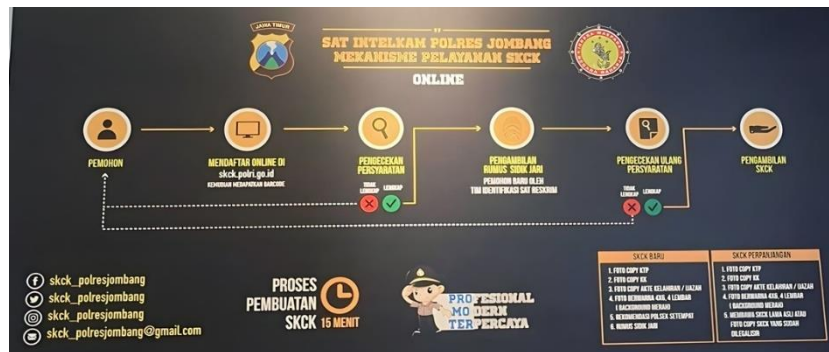 JAWA TIMUR
SAT INTELKAM POLRES JOMBANG
MEKANISME PELAYANAN SKCK
ONLINE
PEMOHON
MENDAFTAR ONLINE DI
skck.polri.go.id
KEMUDIAN MEDAPATKAN BARCODE
PENGECEKAN
PERSYARATAN
TIDAK
LENGKAP
LENGKAP
PENGAMBILAN
RUMUS SIDIK JARI
PEMOHON BARU OLEH
TIM IDENTIFIKASI SAT RESKRIM
PENGECEKAN ULANG
PERSYARATAN
TIDAK
LENGKAP
LENGKAP
PENGAMBILAN
SKCK
skck_polresjombang
skck_polresjombang
skck_polresjombang
skck_polresjombang@gmail.com
PROSES
PEMBUATAN
SKCK 15 MENIT
PROFESIONAL
MODERN
TERPERCAYA
SKCK BARU
1. FOTO COPY KTP
2. FOTO COPY KK
3. FOTO COPY AKTE KELAHIRAN / IJAZAH
4. FOTO BERWARNA 4X6, 4 LEMBAR
( BACKGROUND MERAH)
5. REKOMENDASI POLSEK SETEMPAT
6. RUMUS SIDIK JARI
SKCK PERPANJANGAN
1. FOTO COPY KTP
2. FOTO COPY KK
3. FOTO COPY AKTE KELAHIRAN / IJAZAH
4. FOTO BERWARNA 4X6, 4 LEMBAR
( BACKGROUND MERAH)
5. MEMBAWA SKCK LAMA ASLI ATAU
FOTO COPY SKCK YANG SUDAH
DILEGALISIR